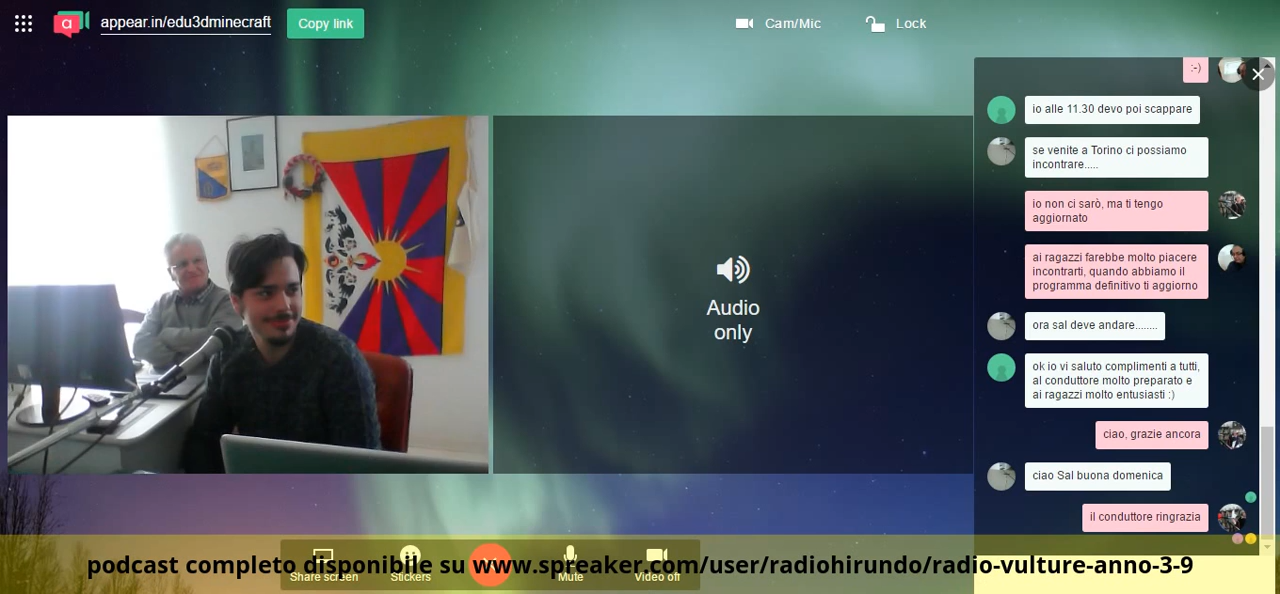 appear.in/edu3dminecraft
Copy link
Cam/Mic
Lock
:-)
io alle 11.30 devo poi scappare
se venite a Torino ci possiamo
incontrare.....
io non ci sarò, ma ti tengo
aggiornato
ai ragazzi farebbe molto piacere
incontrarti, quando abbiamo il
programma definitivo ti aggiorno
ora sal deve andare........
ok io vi saluto complimenti a tutti,
al conduttore molto preparato e
ai ragazzi molto entusiasti :)
ciao, grazie ancora
ciao Sal buona domenica
il conduttore ringrazia
Audio
only
podcast completo disponibile su www.spreaker.com/user/radiohirundo/radio-vulture-anno-3-9
Share screen
Stickers
Mute
Video off